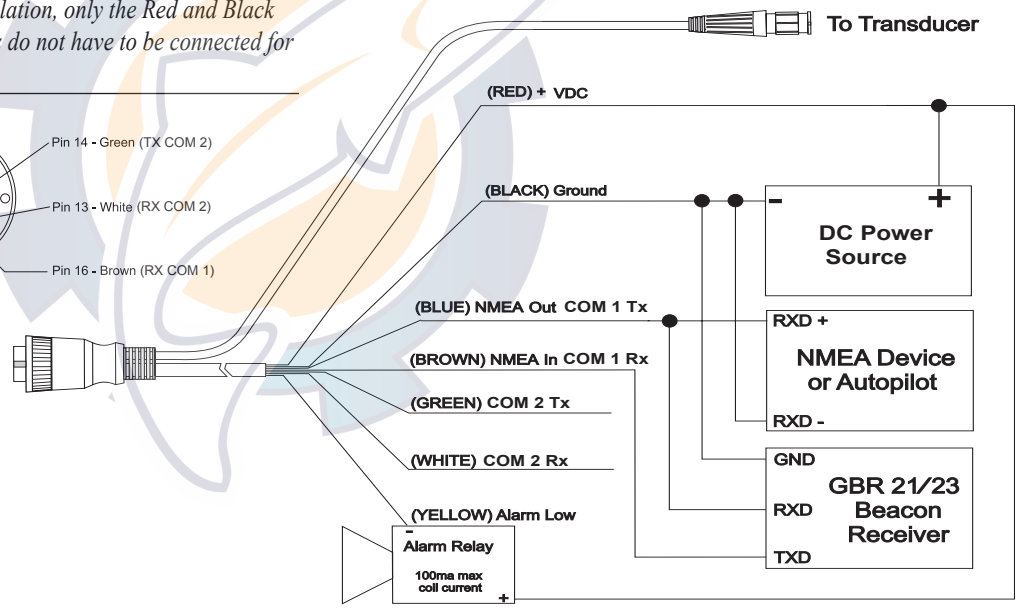 lation, only the Red and Black
do not have to be connected for
To Transducer
(RED) + VDC
Pin 14 - Green (TX COM 2)
Pin 13 - White (RX COM 2)
Pin 16 - Brown (RX COM 1)
(BLACK) Ground
- +
DC Power
Source
(BLUE) NMEA Out COM 1 Tx
RXD +
NMEA Device
or Autopilot
RXD -
(BROWN) NMEA In COM 1 Rx
(GREEN) COM 2 Tx
(WHITE) COM 2 Rx
GND
GBR 21/23
Beacon
Receiver
RXD
TXD
(YELLOW) Alarm Low
-
Alarm Relay
100ma max
coil current
+